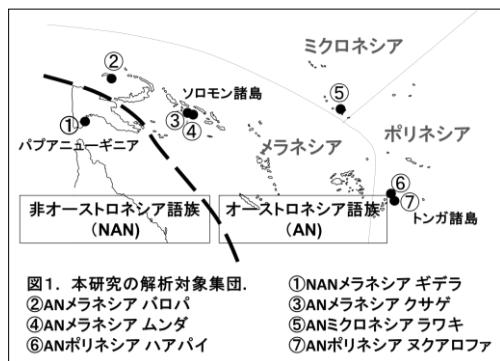 ミクロネシア
②
ソロモン諸島
⑤
③
④
ポリネシア
①
メラネシア
パプアニューギニア
⑥
⑦
トンガ諸島
非オーストロネシア語族
(NAN)
オーストロネシア語族
(AN)
図1. 本研究の解析対象集団.
①NANメラネシア ギデラ
②ANメラネシア バロパ
③ANメラネシア クサゲ
④ANメラネシア ムンダ
⑤ANミクロネシア ラワキ
⑥ANポリネシア ハアパイ
⑦ANポリネシア ヌクアロファ